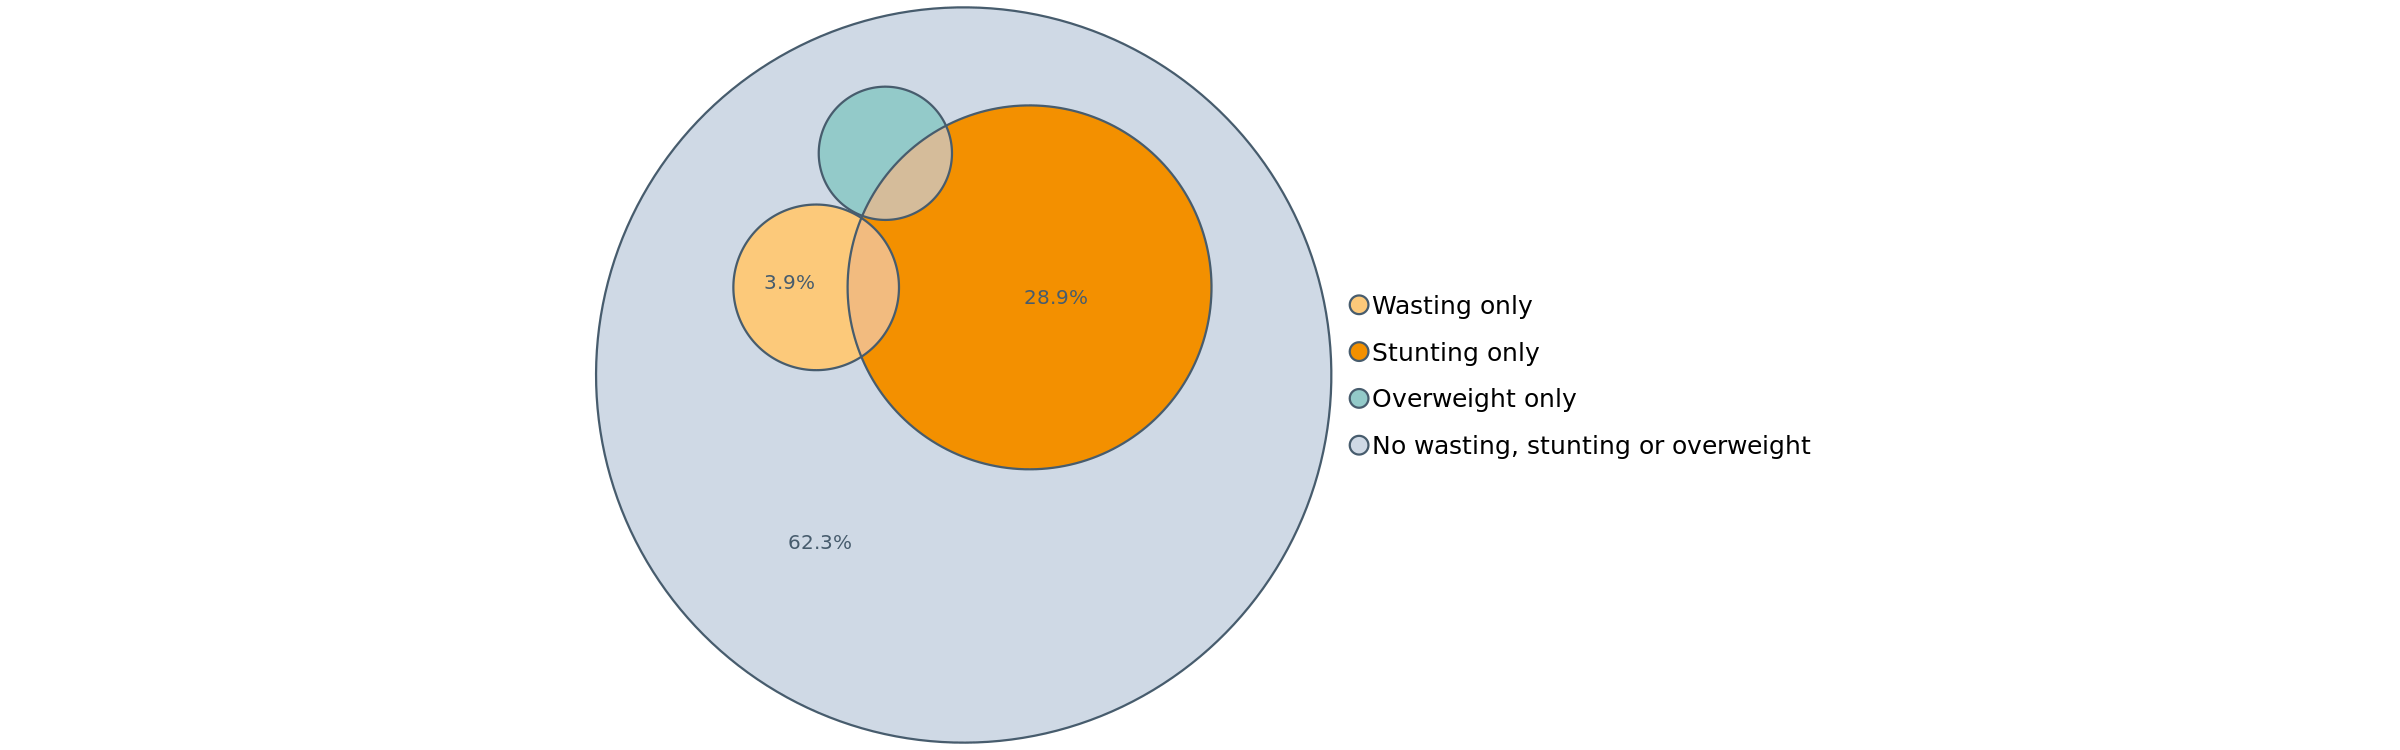 3.9%
28.9%
62.3%
Wasting only
Stunting only
Overweight only
No wasting, stunting or overweight